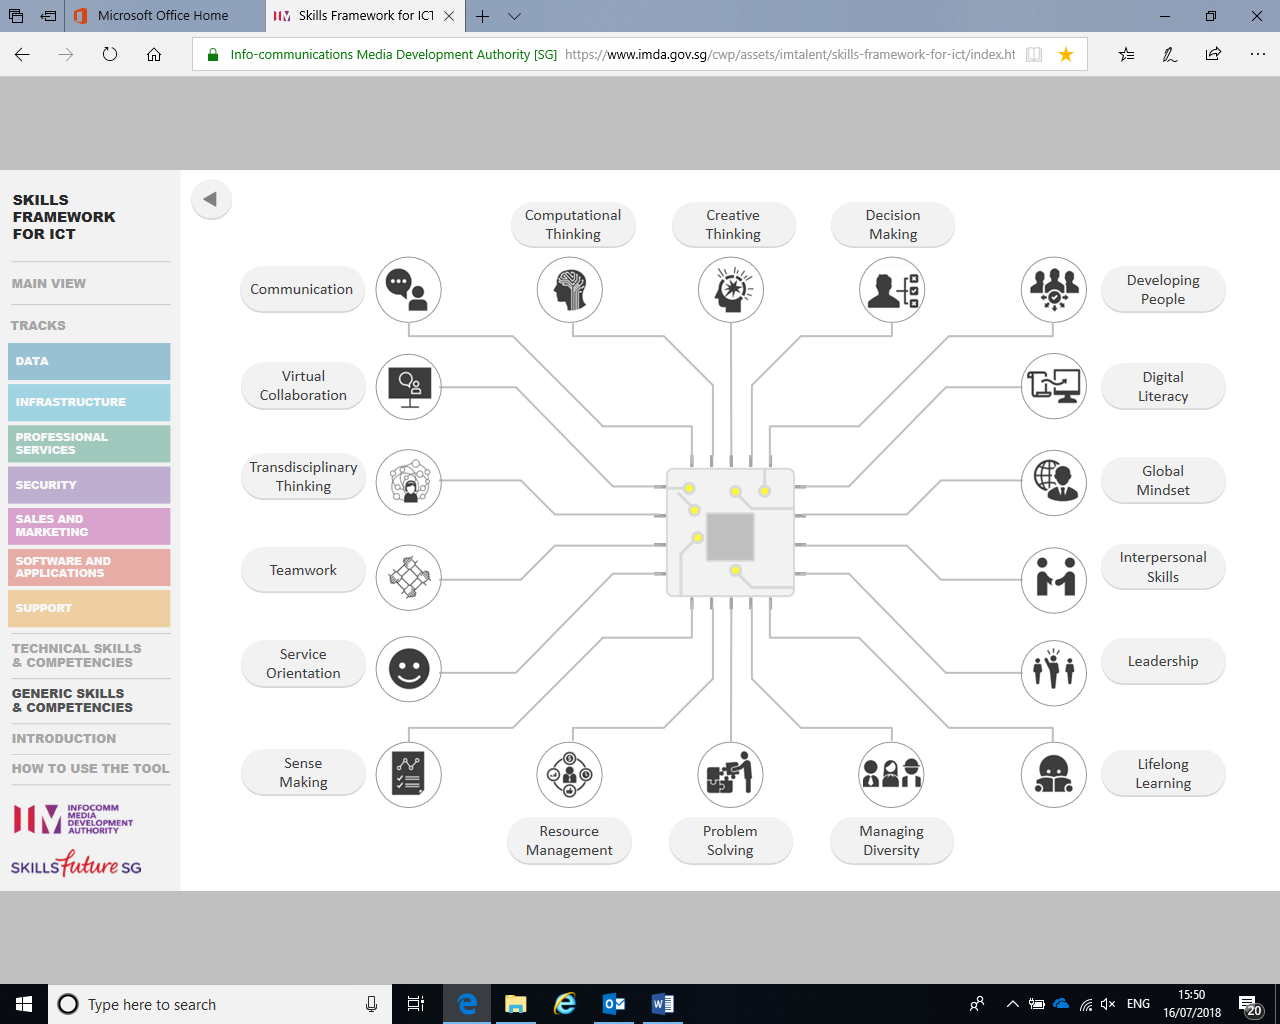 Microsoft Office Home
Skills Framework for ICT
Info-communications Media Development Authority [SG]
https://www.imda.gov.sg/cwp/assets/imtalent/skills-framework-for-ict/index.ht
SKILLS
FRAMEWORK
FOR ICT
MAIN VIEW
TRACKS
DATA
INFRASTRUCTURE
PROFESSIONAL
SERVICES
SECURITY
SALES AND
MARKETING
SOFTWARE AND
APPLICATIONS
SUPPORT
TECHNICAL SKILLS
& COMPETENCIES
GENERIC SKILLS
& COMPETENCIES
INTRODUCTION
HOW TO USE THE TOOL
INFOCOMM
MEDIA
DEVELOPMENT
AUTHORITY
SKILLS future SG
Computational
Thinking
Creative
Thinking
Decision
Making
Communication
Developing
People
Virtual
Collaboration
Digital
Literacy
Transdisciplinary
Thinking
Global
Mindset
Teamwork
Interpersonal
Skills
Service
Orientation
Leadership
Sense
Making
Lifelong
Learning
Resource
Management
Problem
Solving
Managing
Diversity
Type here to search
ENG
15:50
16/07/2018
20